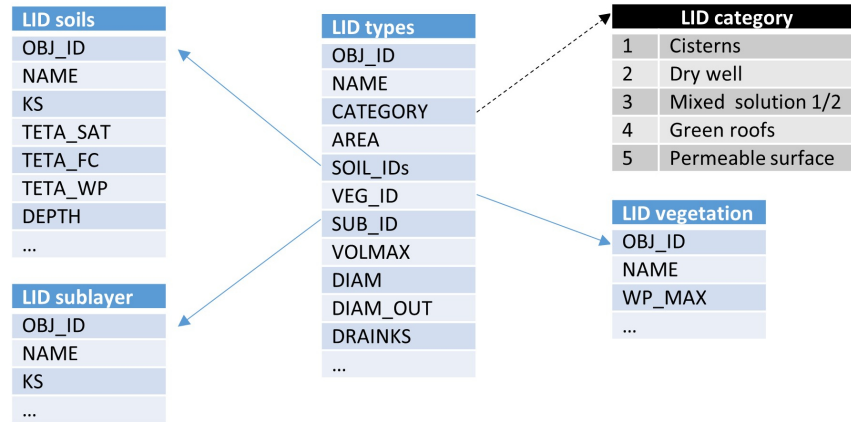 LID soils
OBJ_ID
NAME
KS
TETA_SAT
TETA_FC
TETA_WP
DEPTH
...
LID sublayer
OBJ_ID
NAME
KS
...
LID types
OBJ_ID
NAME
CATEGORY
AREA
SOIL_IDs
VEG_ID
SUB_ID
VOLMAX
DIAM
DIAM_OUT
DRAINKS
...
LID category
1 Cisterns
2 Dry well
3 Mixed solution 1/2
4 Green roofs
5 Permeable surface
LID vegetation
OBJ_ID
NAME
WP_MAX
...